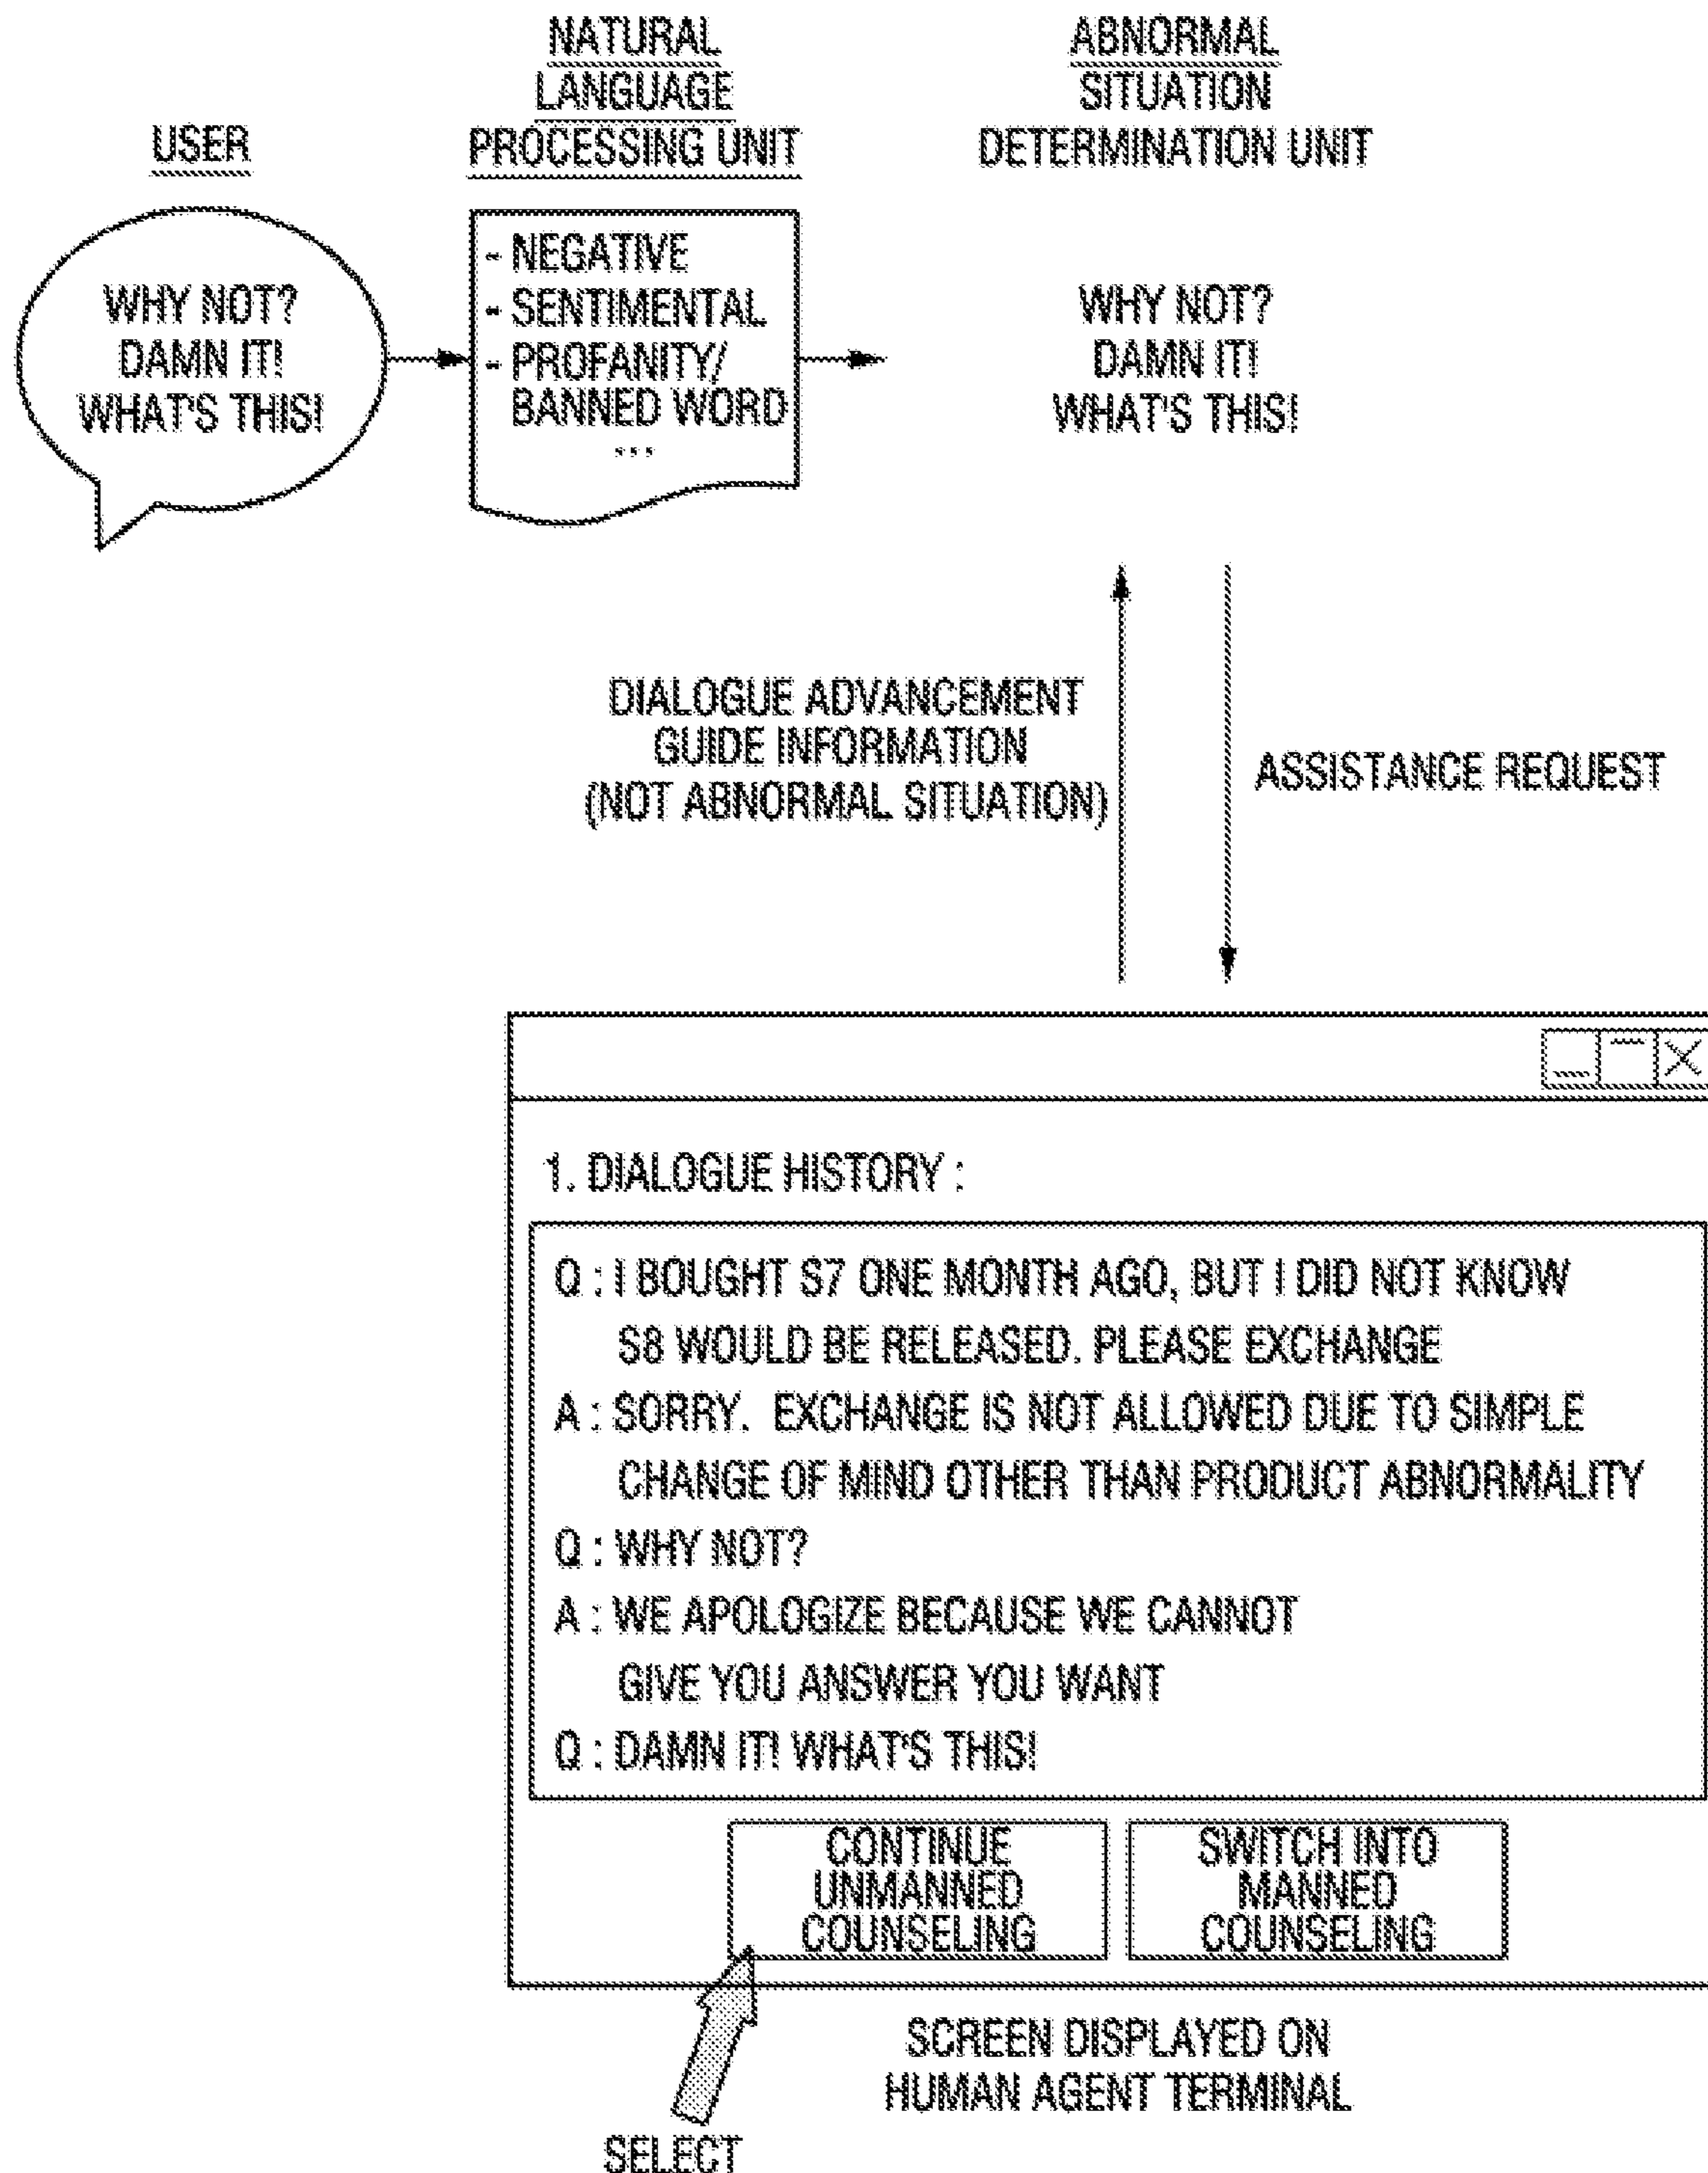 USER
NATURAL
LANGUAGE
PROCESSING UNIT
ABNORMAL
SITUATION
DETERMINATION UNIT
WHY NOT?
DAMN IT!
WHAT'S THIS!
- NEGATIVE
- SENTIMENTAL
- PROFANITY/
BANNED WORD
...
WHY NOT?
DAMN IT!
WHAT'S THIS!
DIALOGUE ADVANCEMENT
GUIDE INFORMATION
(NOT ABNORMAL SITUATION)
ASSISTANCE REQUEST
1. DIALOGUE HISTORY :
Q : I BOUGHT S7 ONE MONTH AGO, BUT I DID NOT KNOW
S8 WOULD BE RELEASED. PLEASE EXCHANGE
A : SORRY. EXCHANGE IS NOT ALLOWED DUE TO SIMPLE
CHANGE OF MIND OTHER THAN PRODUCT ABNORMALITY
Q : WHY NOT?
A : WE APOLOGIZE BECAUSE WE CANNOT
GIVE YOU ANSWER YOU WANT
Q : DAMN IT! WHAT'S THIS!
CONTINUE
UNMANNED
COUNSELING
SWITCH INTO
MANNED
COUNSELING
SCREEN DISPLAYED ON
HUMAN AGENT TERMINAL
SELECT